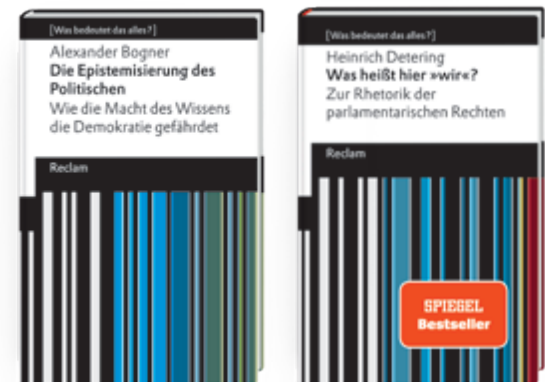 [Was bedeutet das alles?]
Alexander Bogner
Die Epistemisierung des
Politischen
Wie die Macht des Wissens
die Demokratie gefährdet
Reclam
[Was bedeutet das alles?]
Heinrich Detering
Was heißt hier »wir«?
Zur Rhetorik der
parlamentarischen Rechten
Reclam
SPIEGEL
Bestseller